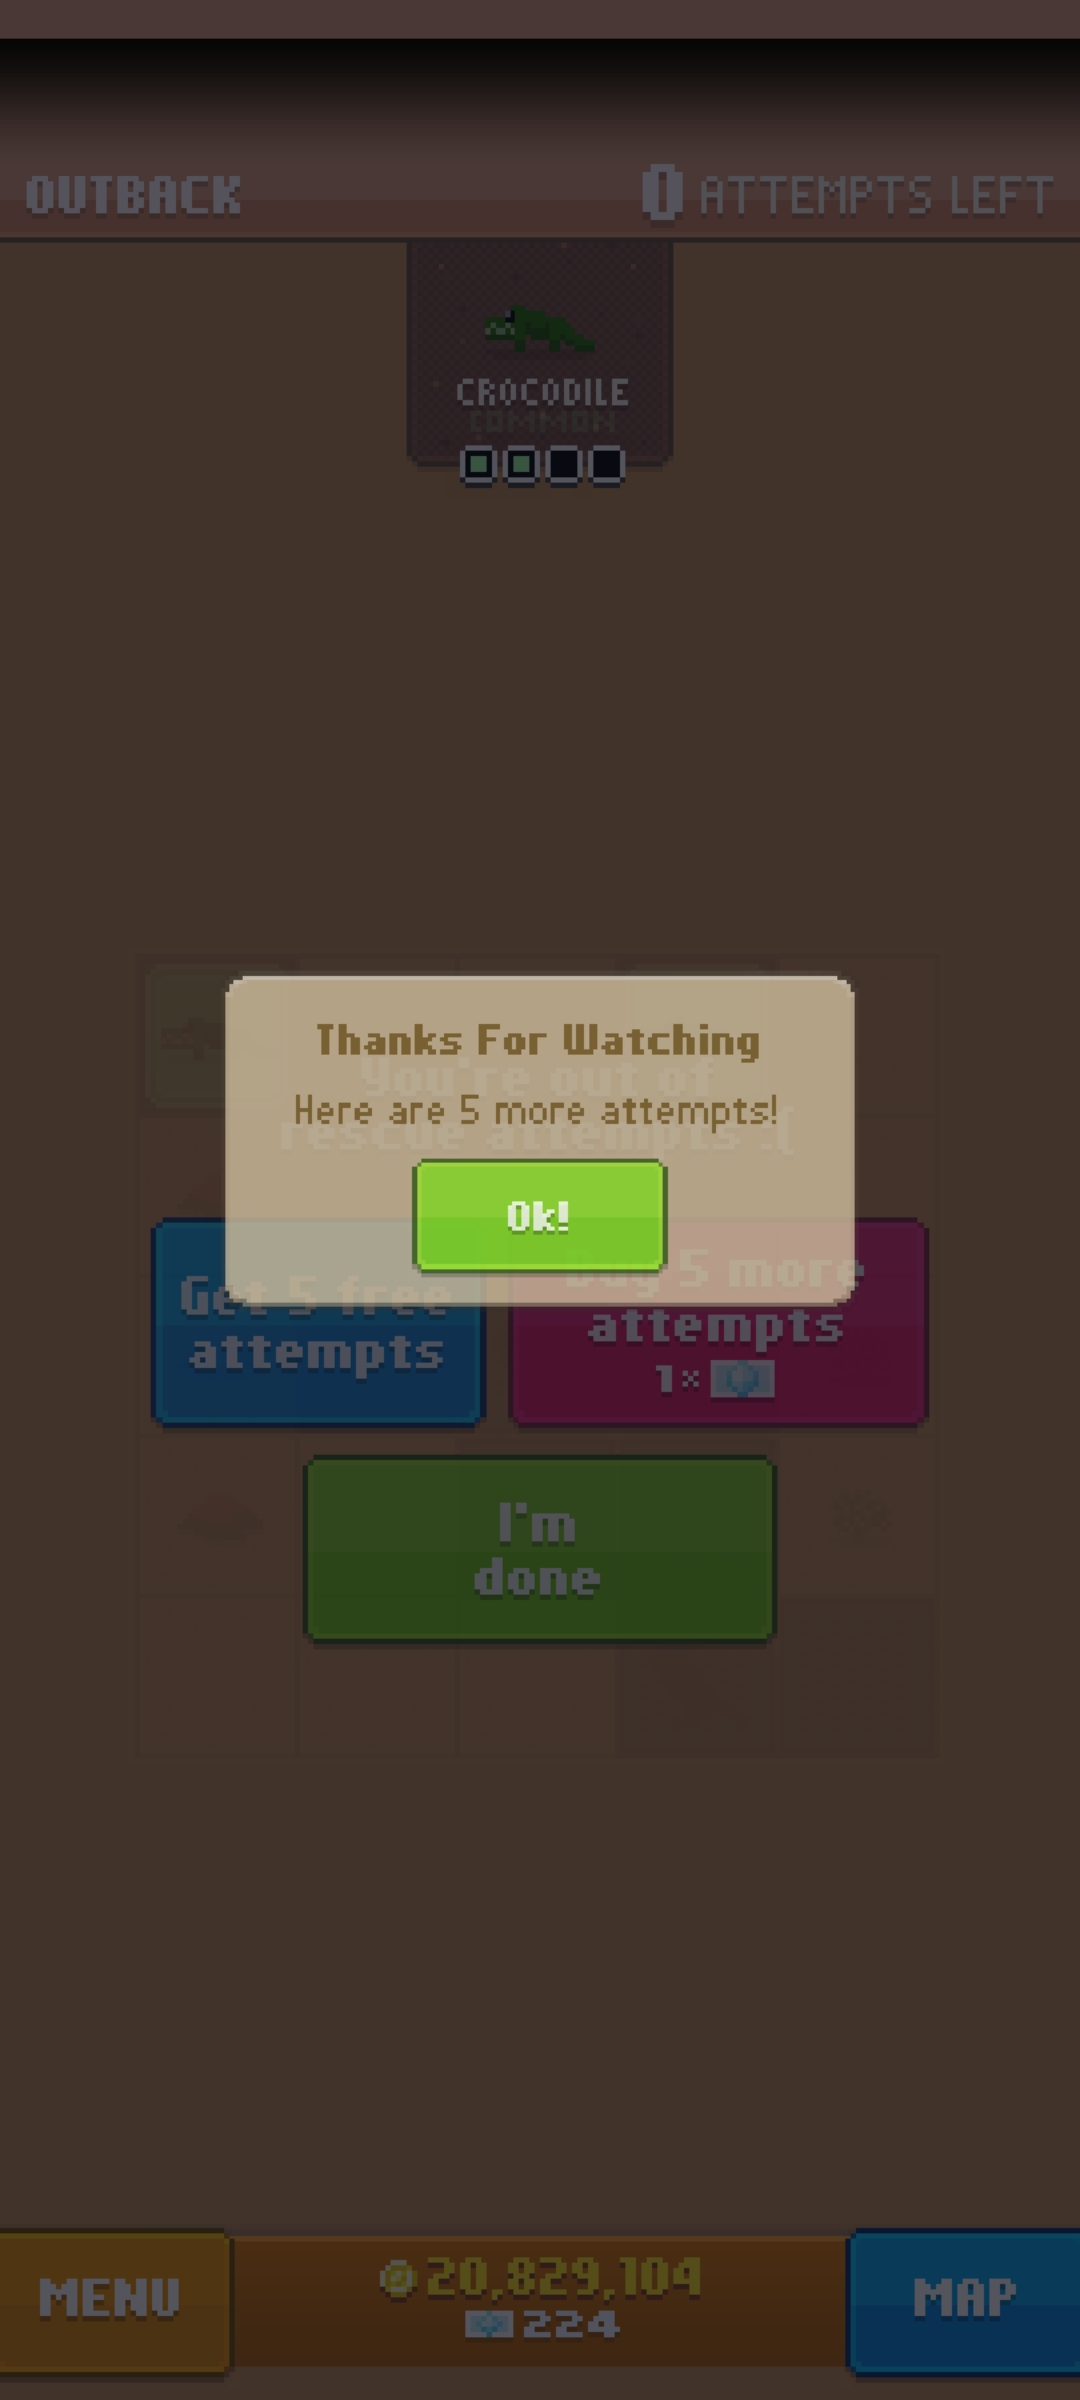 OUTBACK
0 ATTEMPTS LEFT
CROCODILE
COMMON
Thanks For Watching
You're out of
Here are 5 more attempts!
rescue attempts :(
Ok!
Get 5 free
attempts
Buy 5 more
attempts
1×
I'm
done
MENU
20,829,104
224
MAP